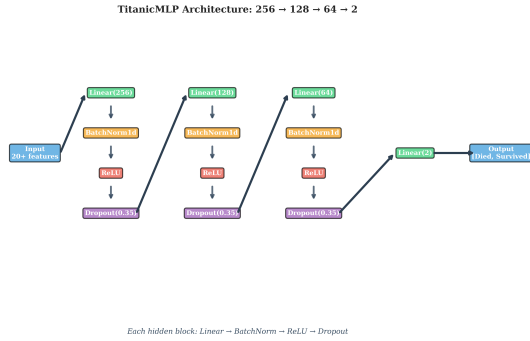 TitanicMLP Architecture: 256 → 128 → 64 → 2
Input
20+ features
Linear(256)
BatchNorm1d
ReLU
Dropout(0.35)
Linear(128)
BatchNorm1d
ReLU
Dropout(0.35)
Linear(64)
BatchNorm1d
ReLU
Dropout(0.35)
Linear(2)
Output
(Died, Survived)
Each hidden block: Linear → BatchNorm → ReLU → Dropout